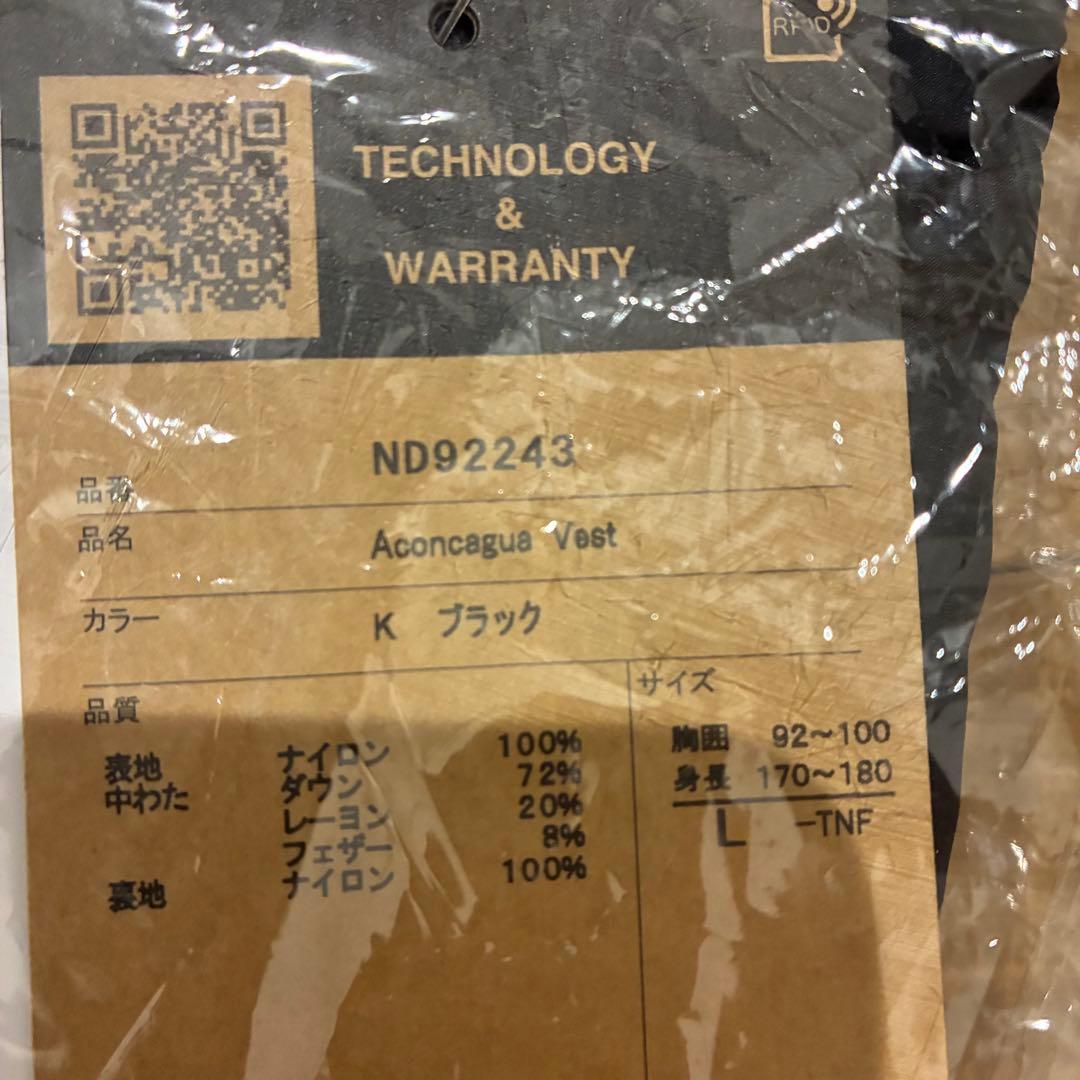 RFID
TECHNOLOGY
&
WARRANTY
品番 ND92243
品名 Aconcagua Vest
カラー K ブラック
品質
表地 ナイロン 100%
中わた ダウン 72%
レーヨン 20%
フェザー 8%
裏地 ナイロン 100%
サイズ
胸囲 92～100
身長 170～180
L -TNF